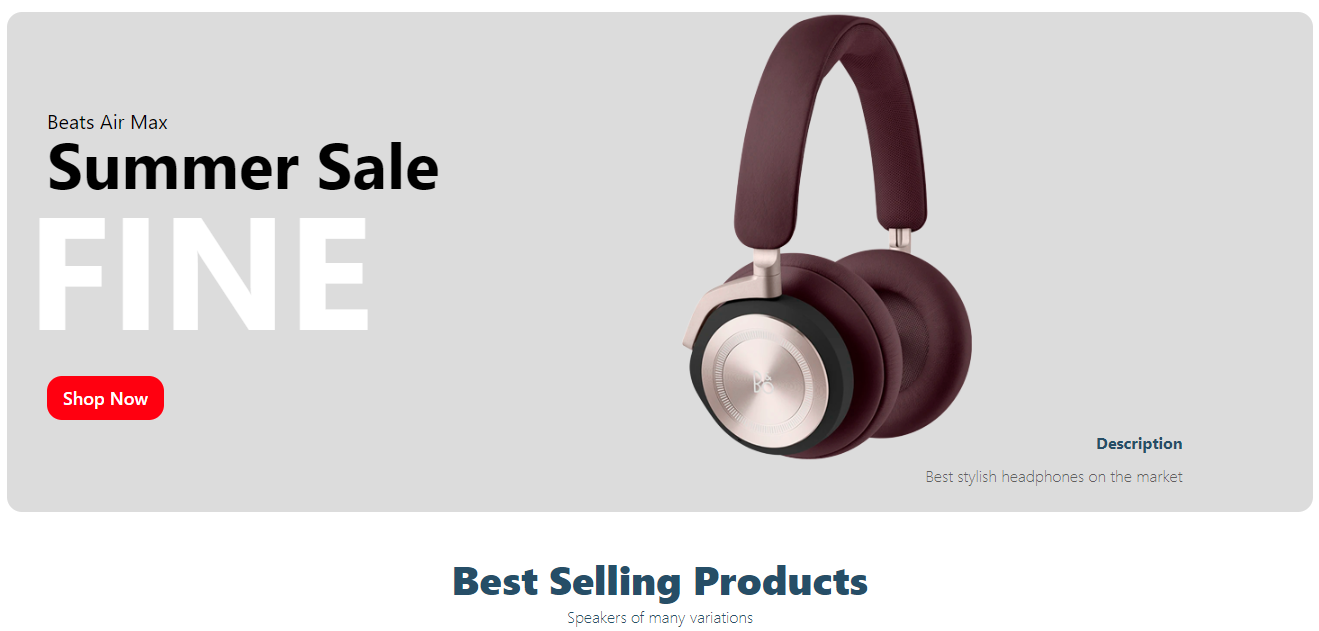 Beats Air Max
Summer Sale
FINE
Shop Now
Description
Best stylish headphones on the market
Best Selling Products
Speakers of many variations